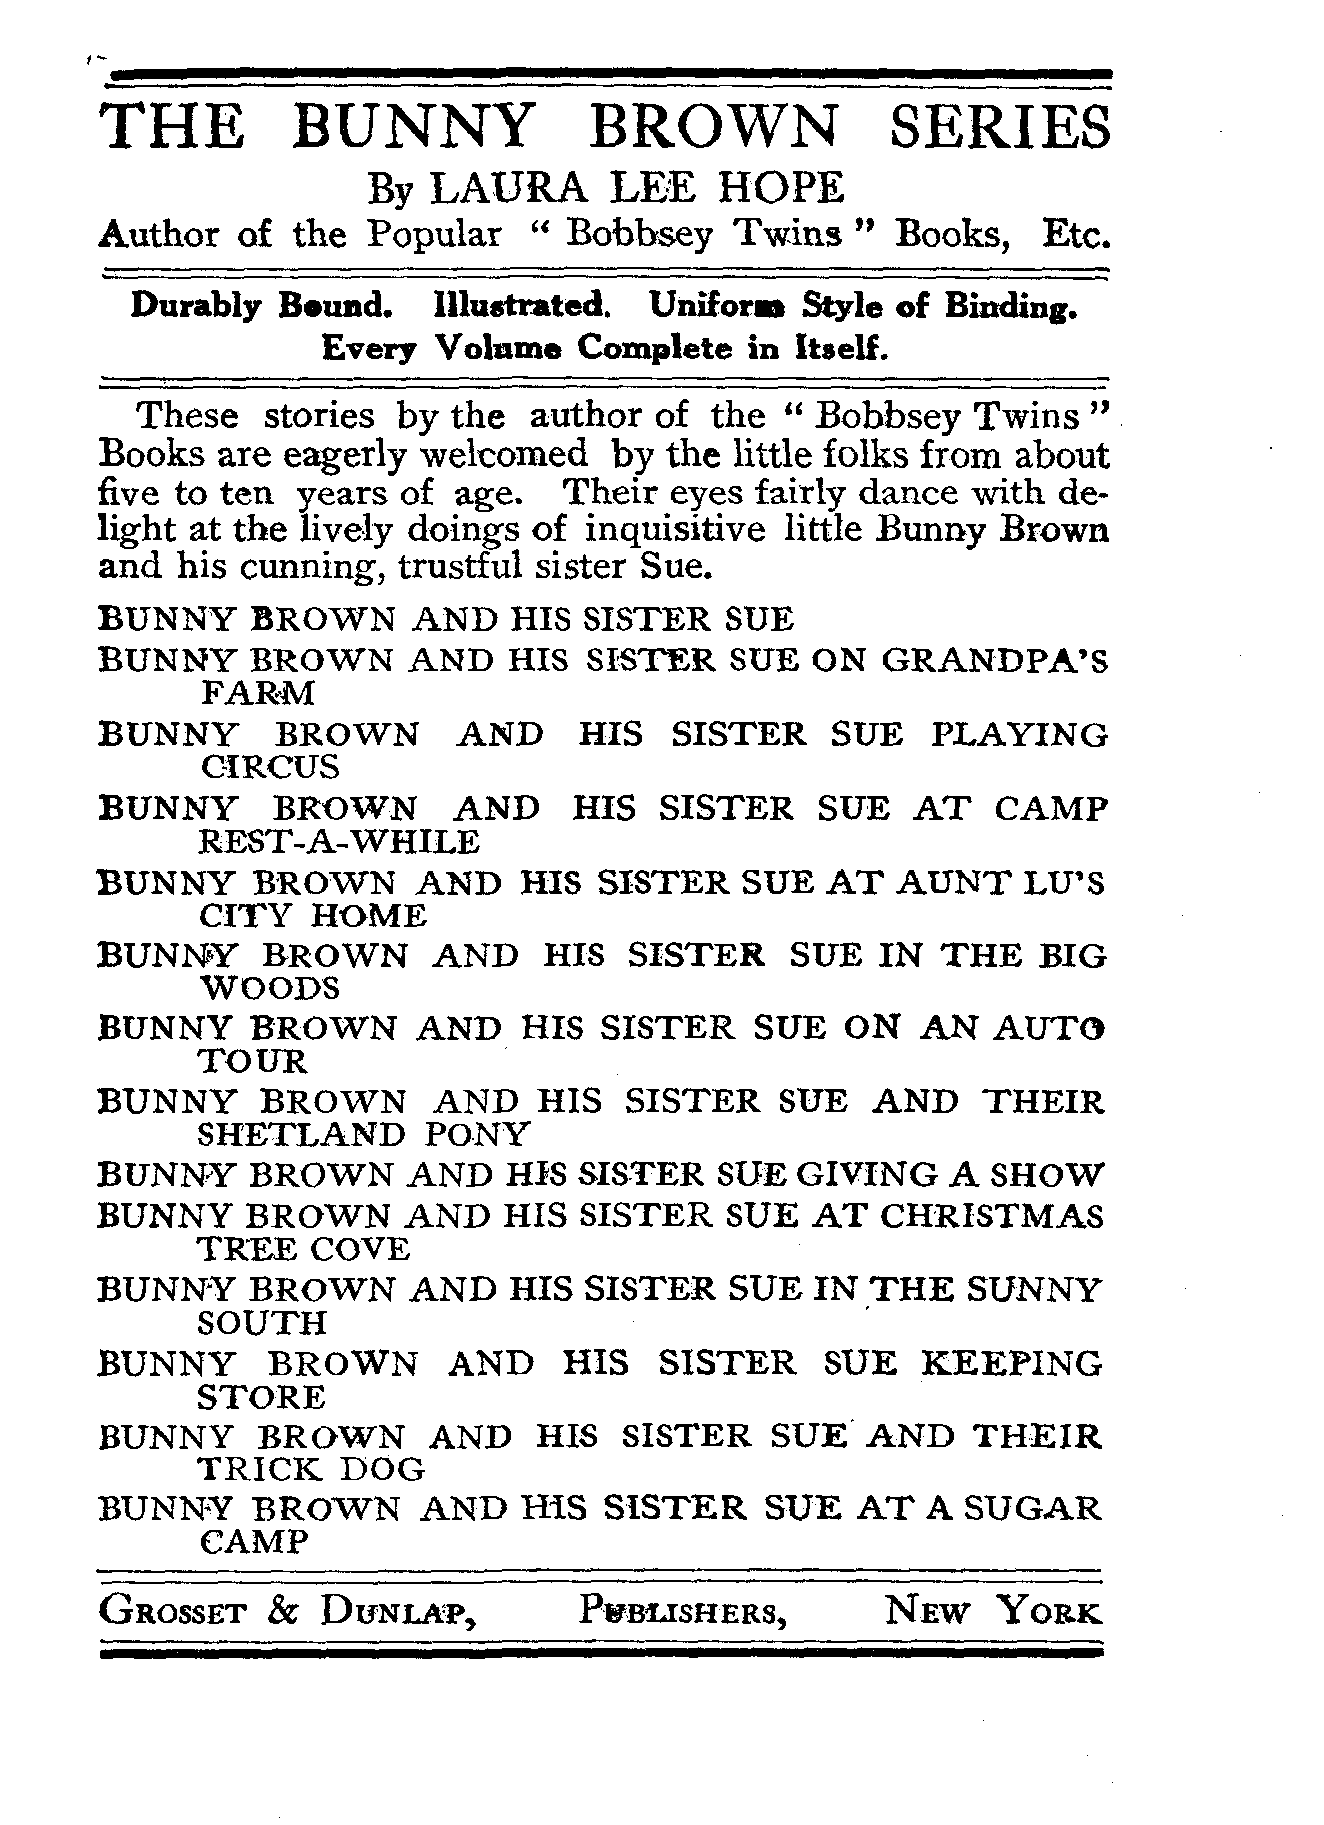 THE BUNNY BROWN SERIES
By LAURA LEE HOPE
Author of the Popular “ Bobbsey Twins ” Books, Etc.
Durably Bound. Illustrated. Uniform Style of Binding.
Every Volume Complete in Itself.
These stories by the author of the “ Bobbsey Twins ”
Books are eagerly welcomed by the little folks from about
five to ten years of age. Their eyes fairly dance with de-
light at the lively doings of inquisitive little Bunny Brown
and his cunning, trustful sister Sue.
BUNNY BROWN AND HIS SISTER SUE
BUNNY BROWN AND HIS SISTER SUE ON GRANDPA’S
FARM
BUNNY BROWN AND HIS SISTER SUE PLAYING
CIRCUS
BUNNY BROWN AND HIS SISTER SUE AT CAMP
REST-A-WHILE
BUNNY BROWN AND HIS SISTER SUE AT AUNT LU’S
CITY HOME
BUNNY BROWN AND HIS SISTER SUE IN THE BIG
WOODS
BUNNY BROWN AND HIS SISTER SUE ON AN AUTO
TOUR
BUNNY BROWN AND HIS SISTER SUE AND THEIR
SHETLAND PONY
BUNNY BROWN AND HIS SISTER SUE GIVING A SHOW
BUNNY BROWN AND HIS SISTER SUE AT CHRISTMAS
TREE COVE
BUNNY BROWN AND HIS SISTER SUE IN THE SUNNY
SOUTH
BUNNY BROWN AND HIS SISTER SUE KEEPING
STORE
BUNNY BROWN AND HIS SISTER SUE AND THEIR
TRICK DOG
BUNNY BROWN AND HIS SISTER SUE AT A SUGAR
CAMP
GROSSET & DUNLAP, PUBLISHERS, NEW YORK